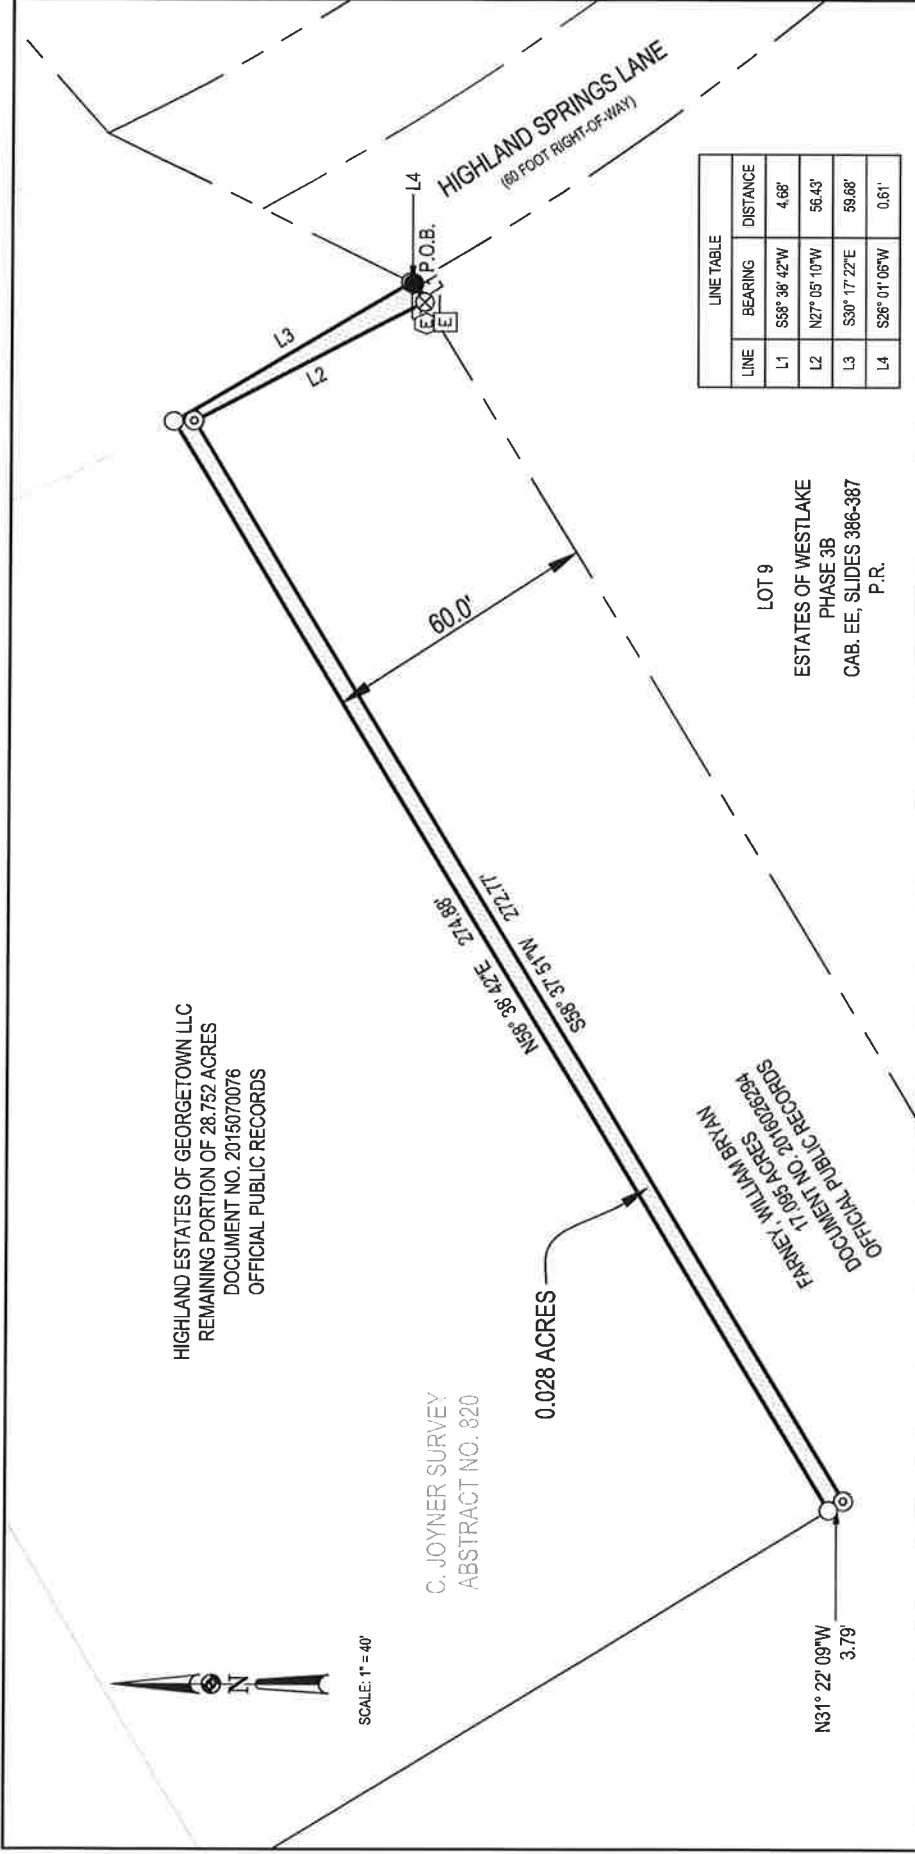 HIGHLAND ESTATES OF GEORGETOWN LLC
REMAINING PORTION OF 28.752 ACRES
DOCUMENT NO. 2015070076
OFFICIAL PUBLIC RECORDS
C. JOYNER SURVEY
ABSTRACT NO. 820
N
SCALE: 1" = 40'
0.028 ACRES
N31° 22' 09"W
3.79'
N58° 38' 42"E 274.88'
S58° 37' 51"W 272.77'
60.0'
L3
L2
L4
P.O.B.
E
E
HIGHLAND SPRINGS LANE
(60 FOOT RIGHT-OF-WAY)
FARNEY, WILLIAM BRYAN
17.095 ACRES
DOCUMENT NO. 2016026294
OFFICIAL PUBLIC RECORDS
LOT 9
ESTATES OF WESTLAKE
PHASE 3B
CAB. EE, SLIDES 386-387
P.R.
LINE TABLE
LINE BEARING DISTANCE
L1 S58° 38' 42"W 4.68'
L2 N27° 05' 10"W 56.43'
L3 S30° 17' 22"E 59.68'
L4 S26° 01' 06"W 0.61'